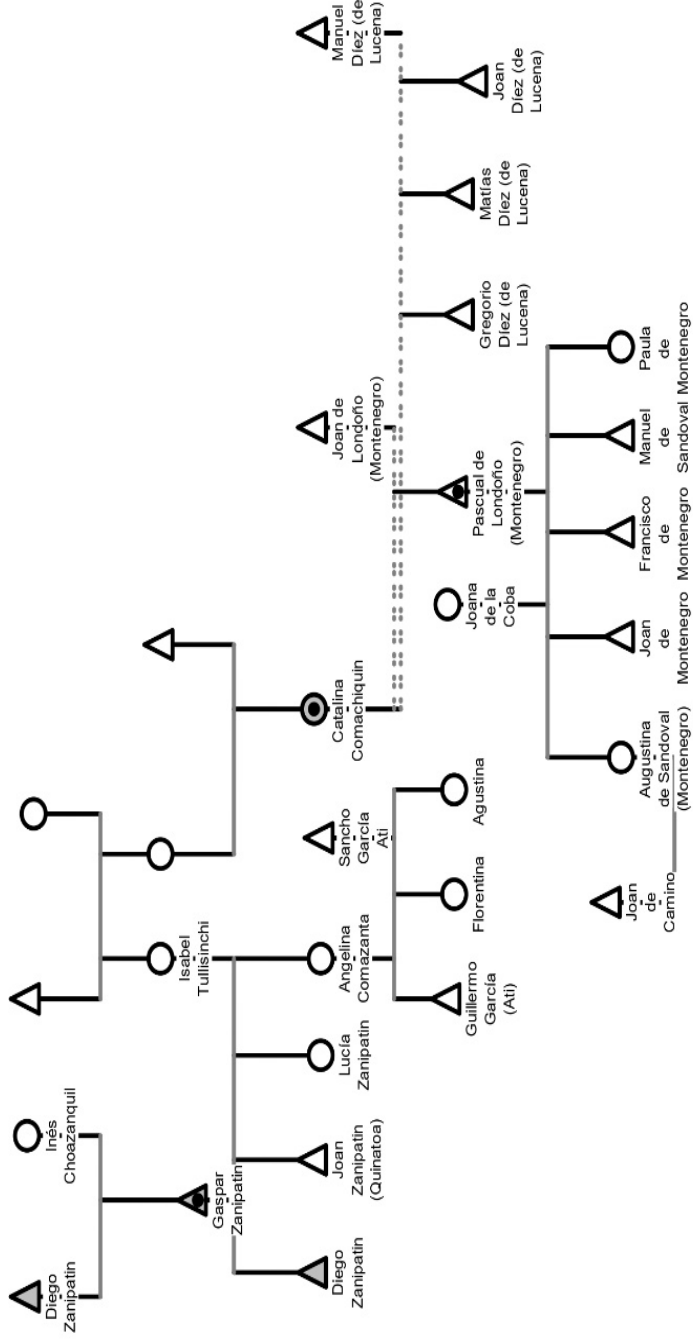 Diego
Zanipatin
Inés
Choazanquil
Gaspar
Zanipatin
Isabel
Tullisinchi
Diego
Zanipatin
Joan
Zanipatin
(Quinatoa)
Lucía
Zanipatin
Angelina
Comazzanta
Sancho
García
Ati
Catalina
Comachiquin
Joan de
Londoño
(Montenegro)
Manuel
Díez (de
Lucena)
Guillermo
García
(Ati)
Florentina
Agustina
Joana
de la
Coba
Pascual de
Londoño
(Montenegro)
Gregorio
Díez (de
Lucena)
Matías
Díez (de
Lucena)
Joan
Díez (de
Lucena)
Joan
de
Camino
Augustina
de Sandoval
(Montenegro)
Joan
de
Montenegro
Francisco
de
Montenegro
Manuel
de
Sandoval
Paula
de
Montenegro